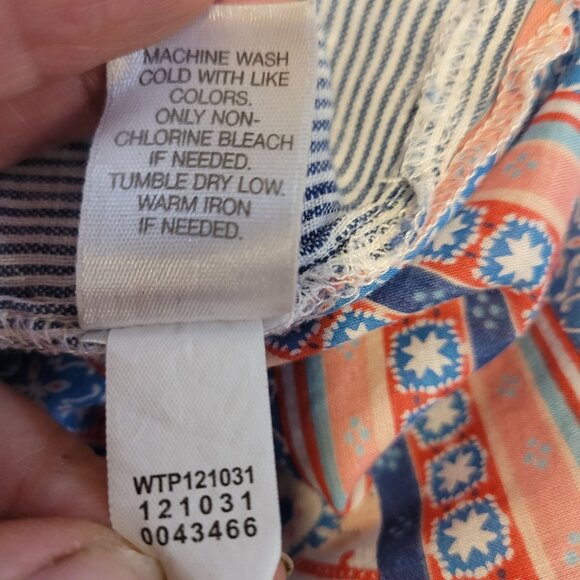 MACHINE WASH
COLD WITH LIKE
COLORS.
ONLY NON-
CHLORINE BLEACH
IF NEEDED.
TUMBLE DRY LOW.
WARM IRON
IF NEEDED.
WTP121031
121031
0043466